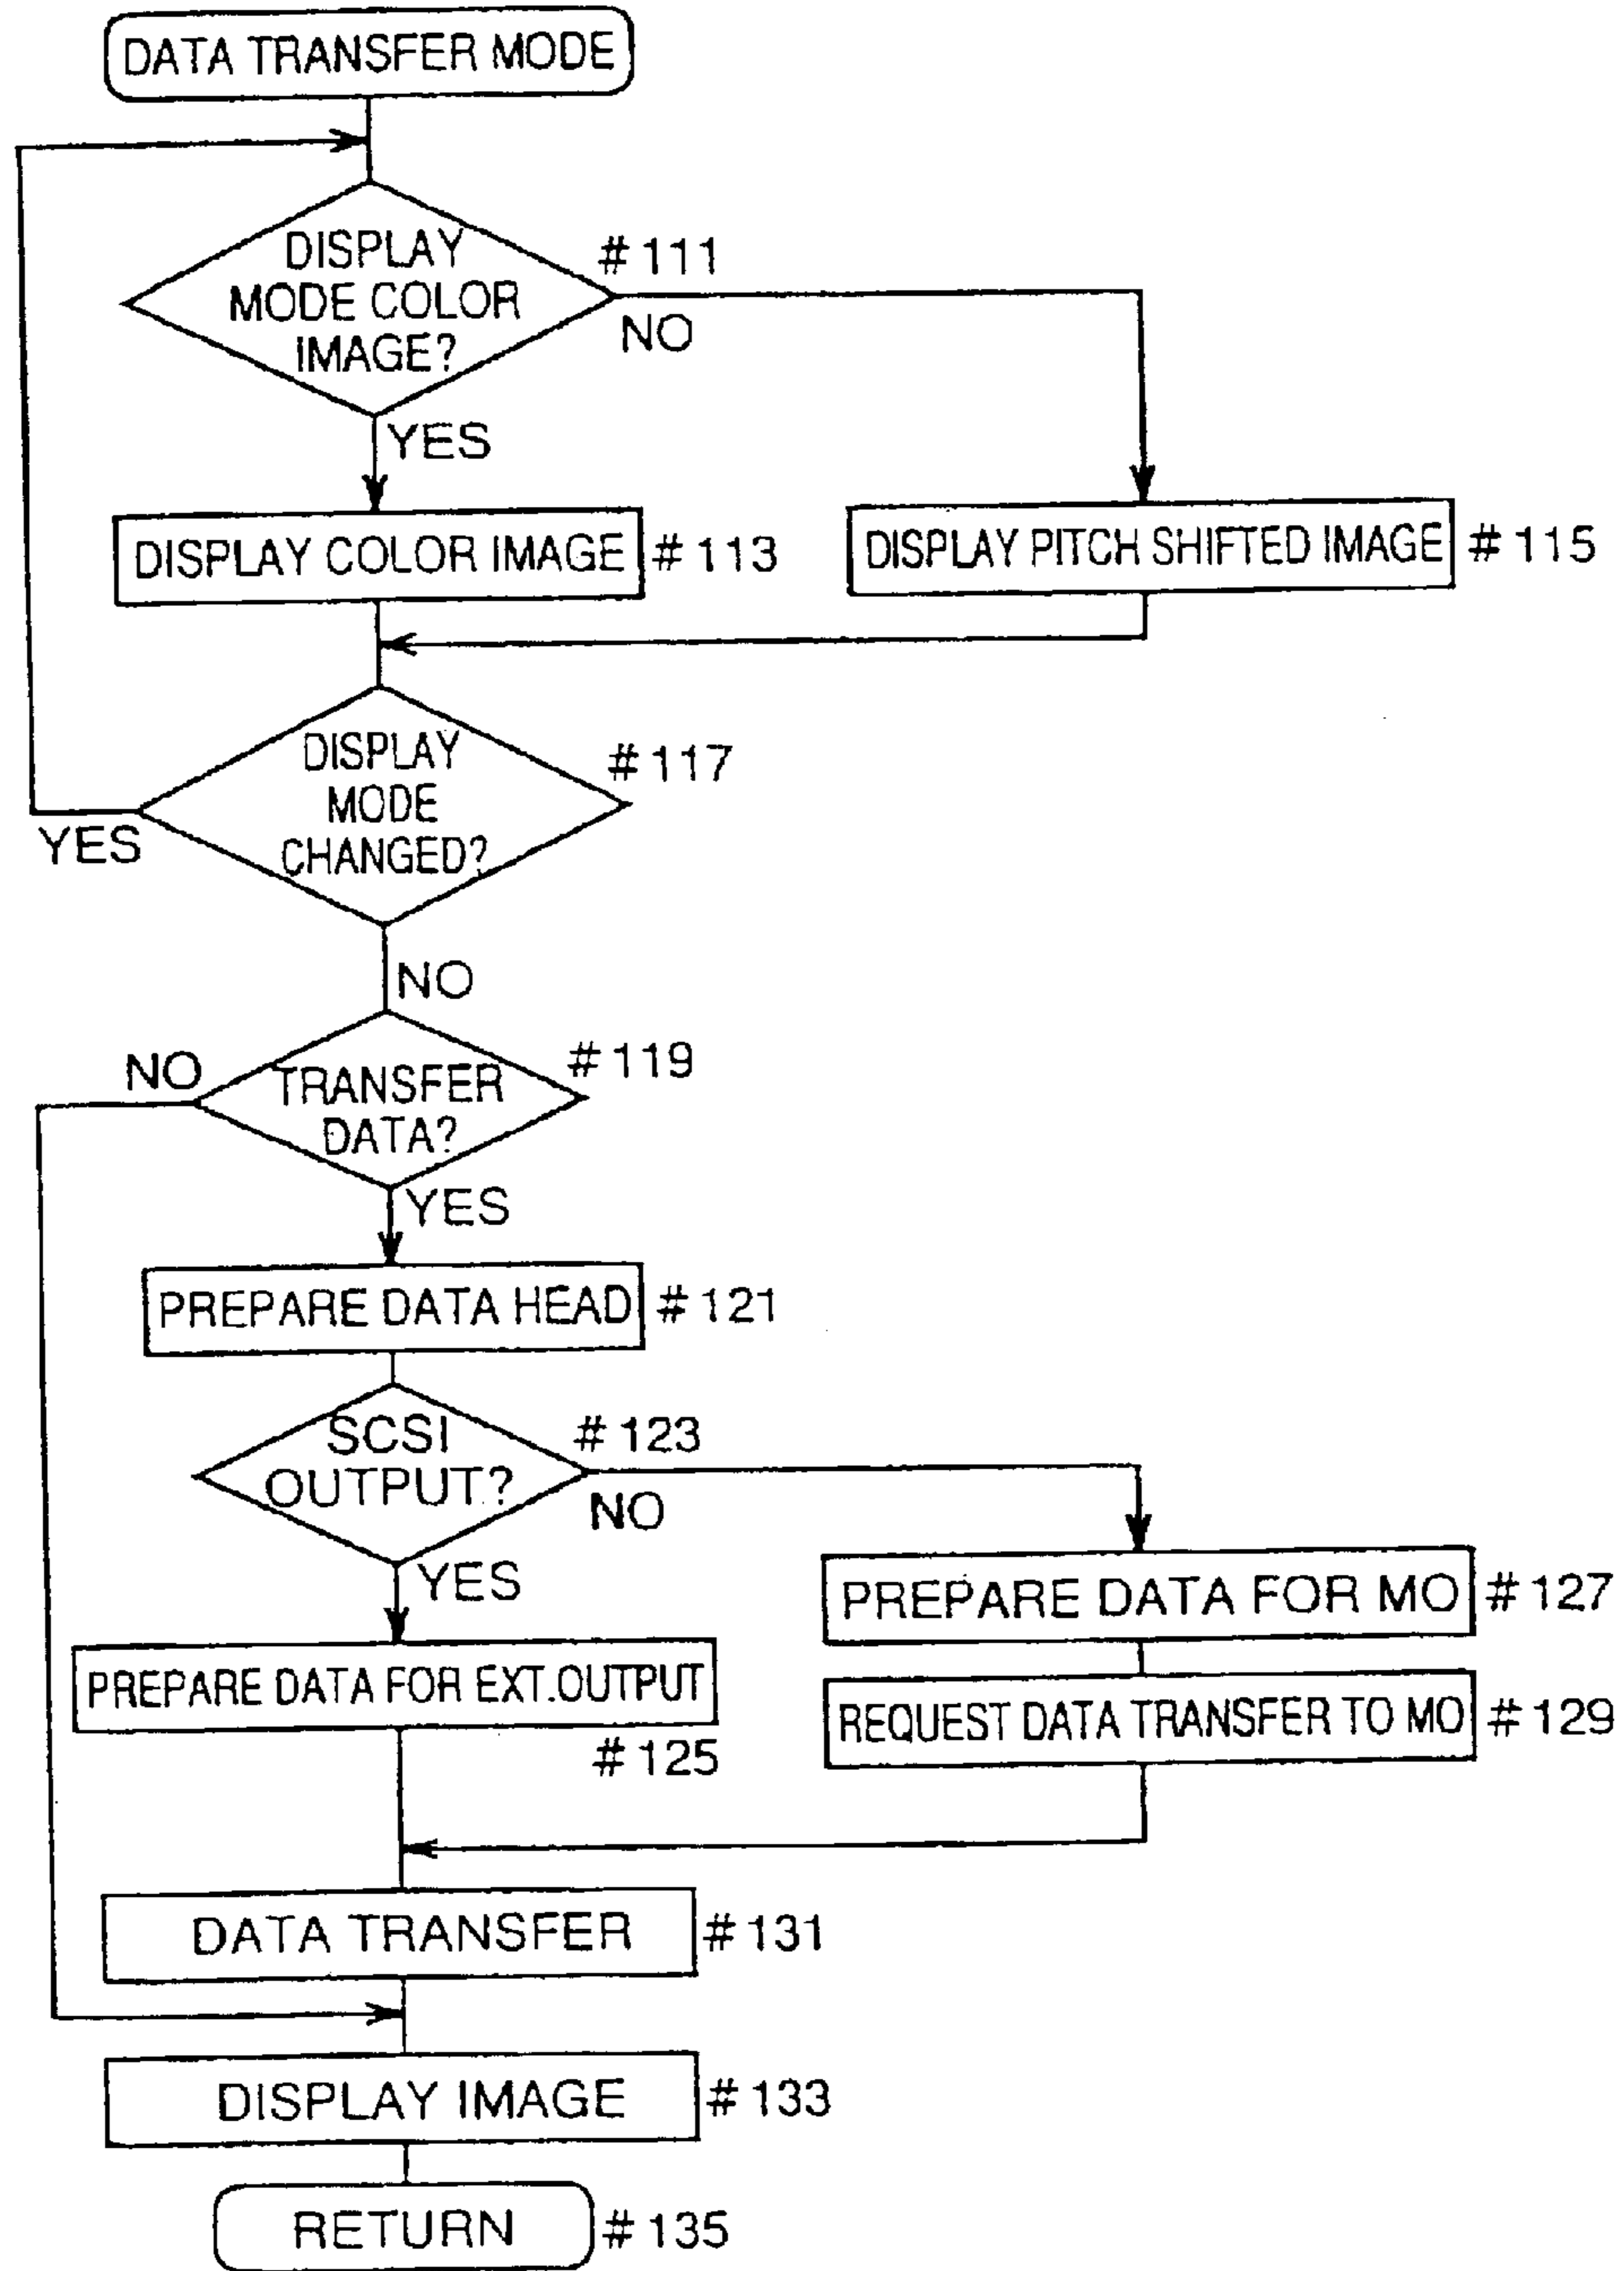 DATA TRANSFER MODE
DISPLAY
MODE COLOR
IMAGE?
# 111
NO
YES
DISPLAY COLOR IMAGE
# 113
DISPLAY PITCH SHIFTED IMAGE
# 115
DISPLAY
MODE
CHANGED?
# 117
YES
NO
TRANSFER
DATA?
# 119
NO
YES
PREPARE DATA HEAD
# 121
SCSI
OUTPUT?
# 123
NO
YES
PREPARE DATA FOR MO
# 127
PREPARE DATA FOR EXT.OUTPUT
# 125
REQUEST DATA TRANSFER TO MO
# 129
DATA TRANSFER
# 131
DISPLAY IMAGE
# 133
RETURN
# 135